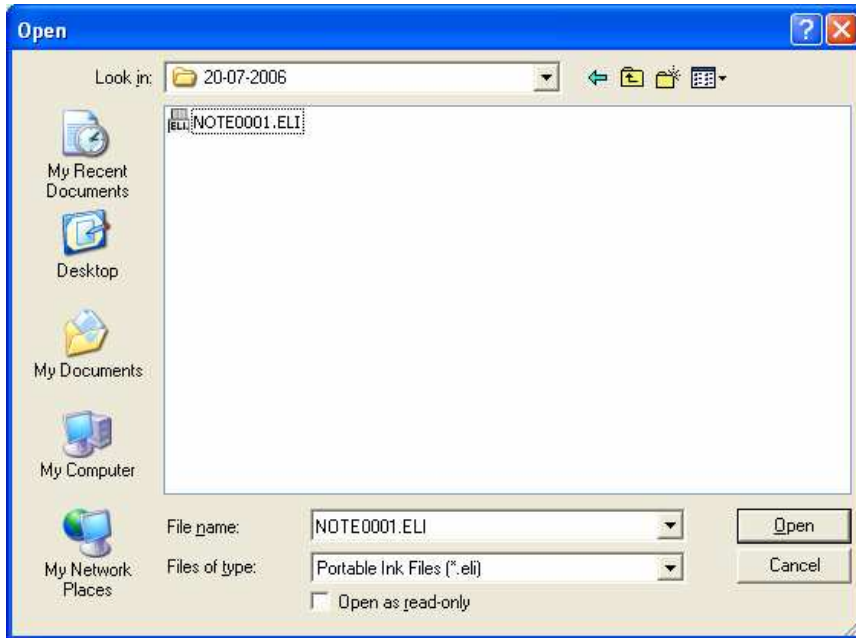 Open
Look in: 20-07-2006
ELI NOTE0001.ELI
My Recent
Documents
Desktop
My Documents
My Computer
My Network
Places
File name: NOTE0001.ELI
Open
Files of type: Portable Ink Files (*.eli)
Cancel
Open as read-only